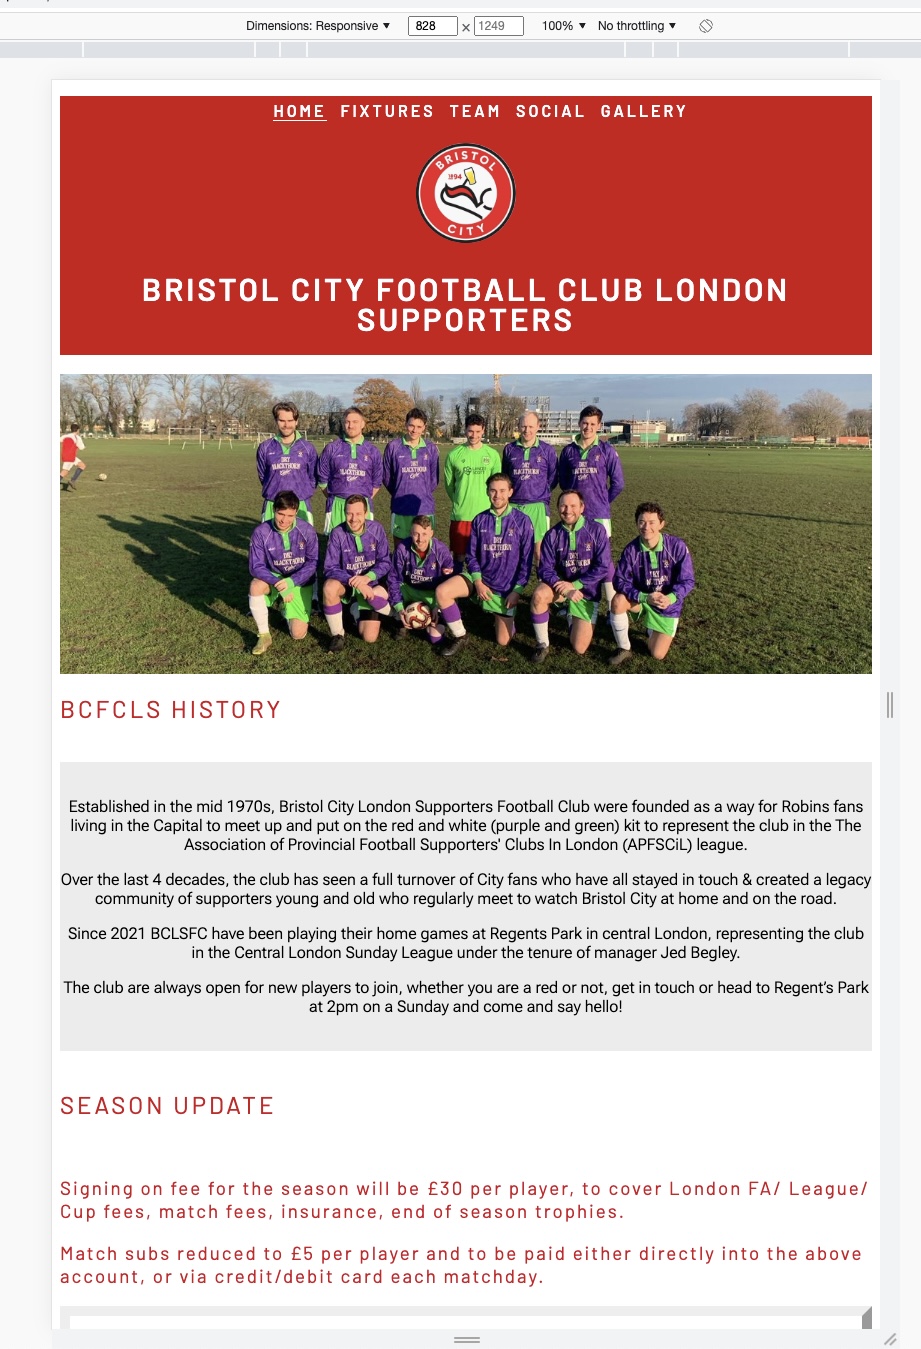 Dimensions: Responsive ▼ 828 × 1249 100% ▼ No throttling ▼
HOME FIXTURES TEAM SOCIAL GALLERY
BRISTOL
1894
CITY
BRISTOL CITY FOOTBALL CLUB LONDON
SUPPORTERS
DRY BLACKTHORN Cider
BCFCLS HISTORY
Established in the mid 1970s, Bristol City London Supporters Football Club were founded as a way for Robins fans
living in the Capital to meet up and put on the red and white (purple and green) kit to represent the club in the The
Association of Provincial Football Supporters' Clubs In London (APFSCiL) league.
Over the last 4 decades, the club has seen a full turnover of City fans who have all stayed in touch & created a legacy
community of supporters young and old who regularly meet to watch Bristol City at home and on the road.
Since 2021 BCLSFC have been playing their home games at Regents Park in central London, representing the club
in the Central London Sunday League under the tenure of manager Jed Begley.
The club are always open for new players to join, whether you are a red or not, get in touch or head to Regent’s Park
at 2pm on a Sunday and come and say hello!
SEASON UPDATE
Signing on fee for the season will be £30 per player, to cover London FA/ League/
Cup fees, match fees, insurance, end of season trophies.
Match subs reduced to £5 per player and to be paid either directly into the above
account, or via credit/debit card each matchday.